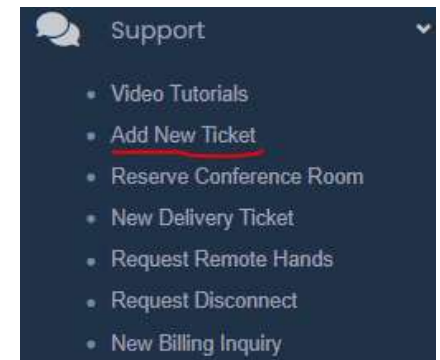 Support
Video Tutorials
Add New Ticket
Reserve Conference Room
New Delivery Ticket
Request Remote Hands
Request Disconnect
New Billing Inquiry